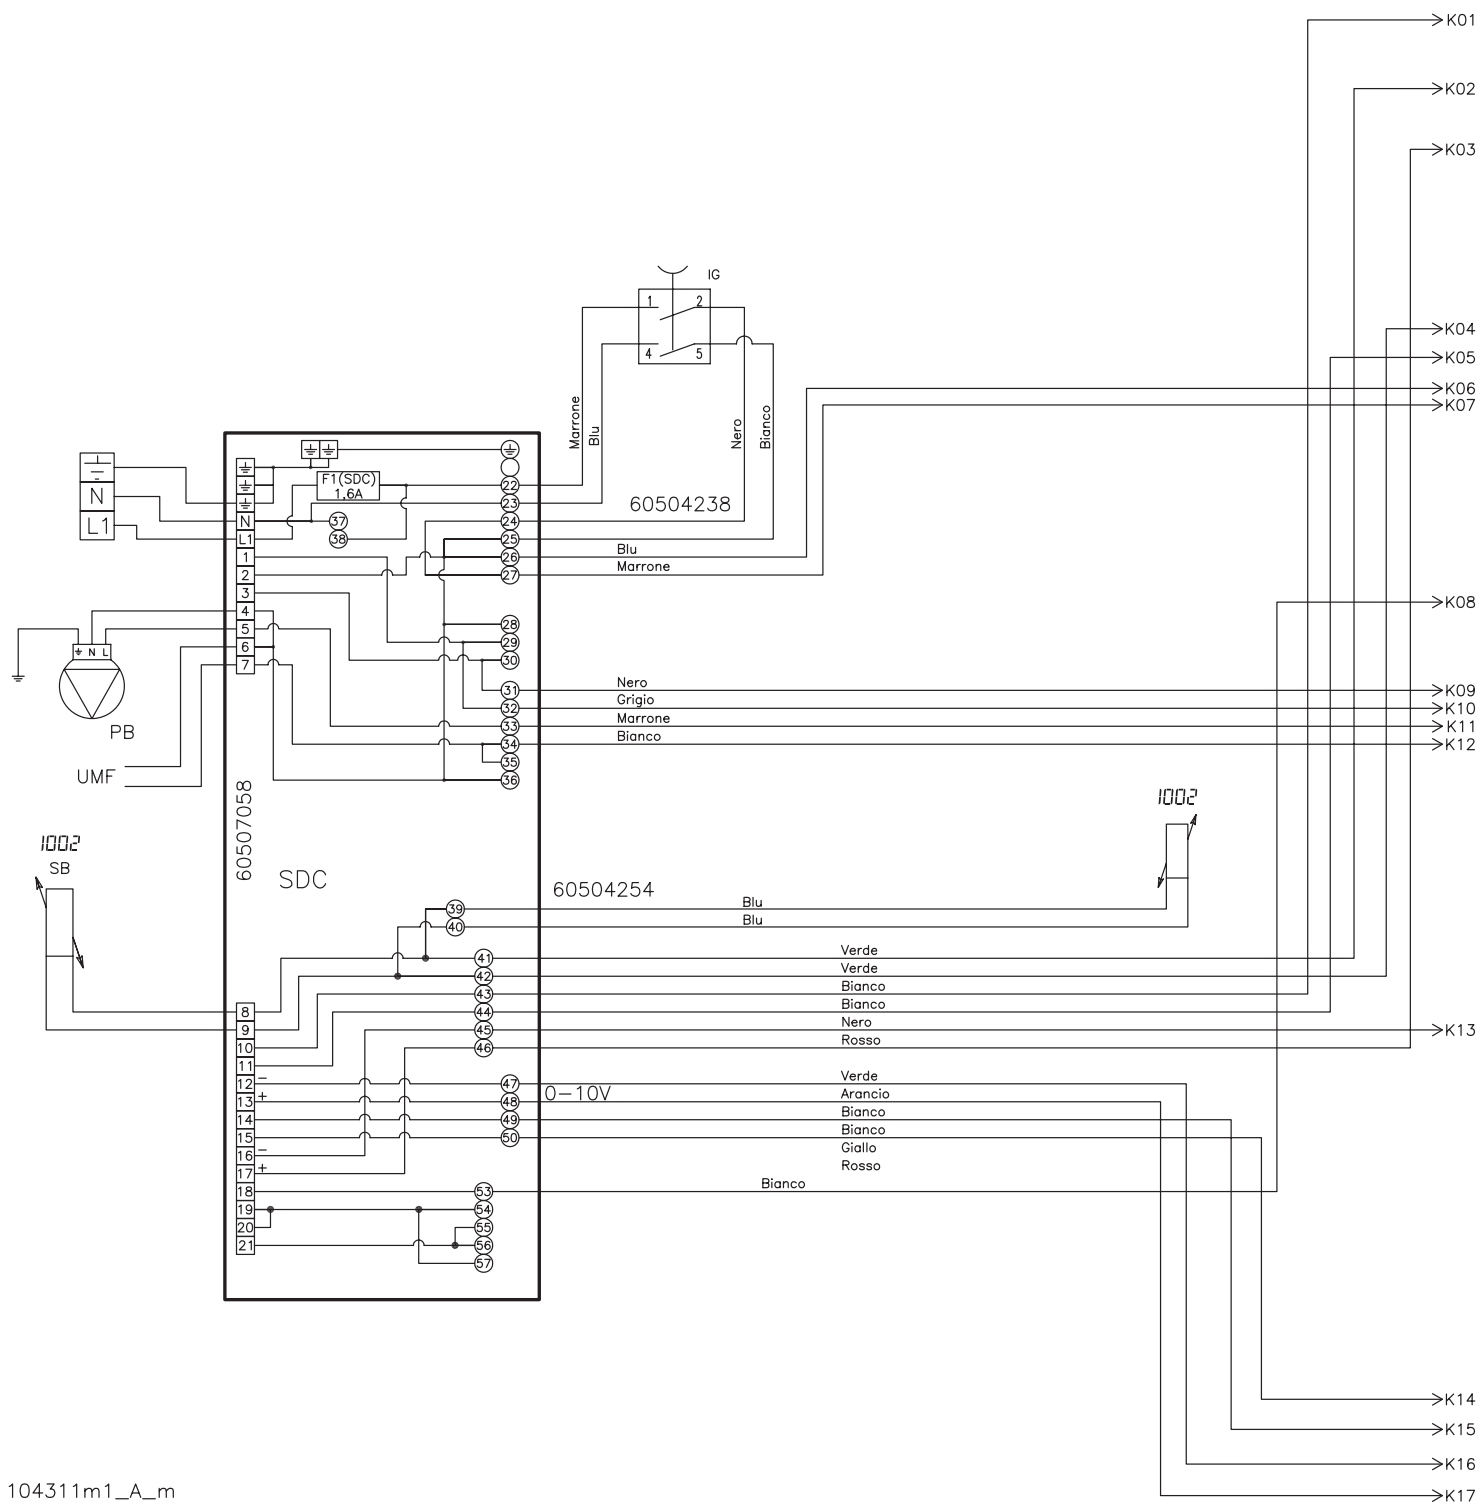 K01
K02
K03
IG
1 2
4 5
K04
K05
K06
K07
Marrone
Blu
Nero
Bianco
N
L1
F1(SDC)
1,6A
N
L1
1
2
3
4
5
6
7
37
38
22
23
24
25
26
27
28
29
30
31
32
33
34
35
36
60504238
Blu
Marrone
K08
N L
PB
UMF
Nero
Grigio
Marrone
Bianco
K09
K10
K11
K12
60507058
SDC
1002
SB
1002
60504254
39
40
Blu
Blu
41
42
43
44
45
46
Verde
Verde
Bianco
Bianco
Nero
Rosso
K13
8
9
10
11
12 −
13 +
14
15
16 −
17 +
18
19
20
21
47
48
49
50
0−10V
Verde
Arancio
Bianco
Bianco
Giallo
Rosso
Bianco
53
54
55
56
57
K14
K15
K16
K17
104311m1_A_m